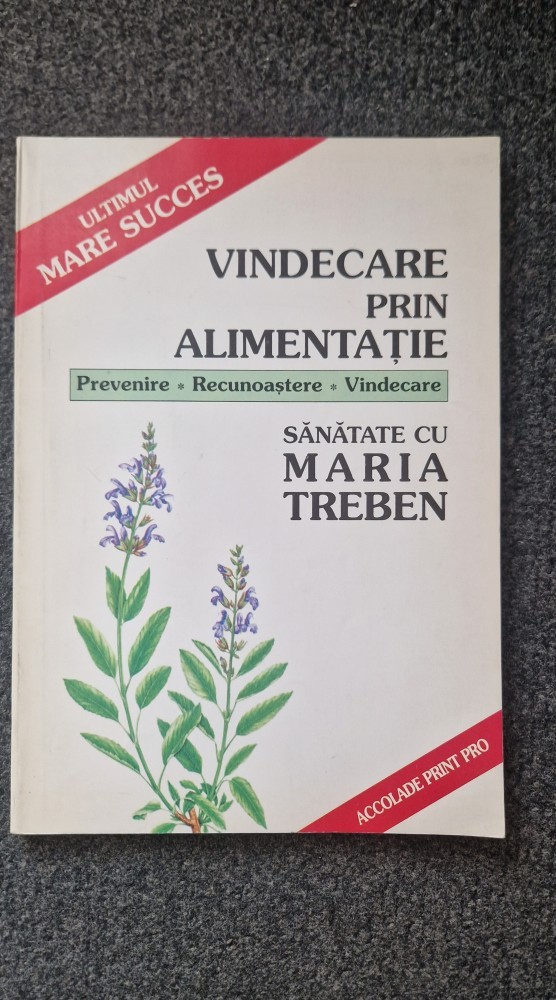 ULTIMUL
MARE SUCCES
VINDECARE
PRIN
ALIMENTAȚIE
Prevenire * Recunoaștere * Vindecare
SĂNĂTATE CU
MARIA
TREBEN
ACCOLADE PRINT PRO